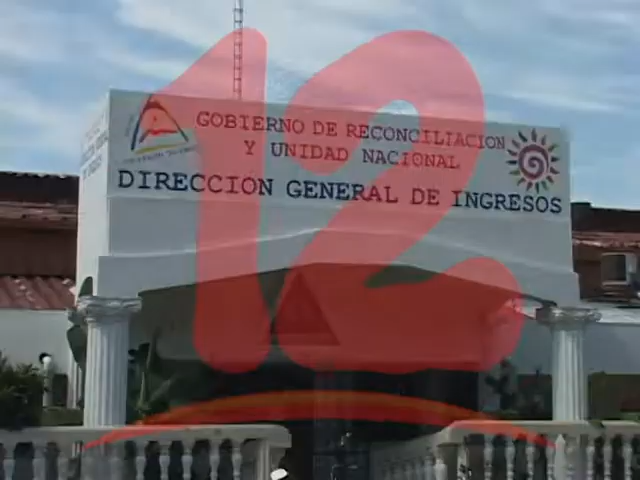 GOBIERNO DE RECONCILIACION
Y UNIDAD NACIONAL
DIRECCION GENERAL DE INGRESOS
12